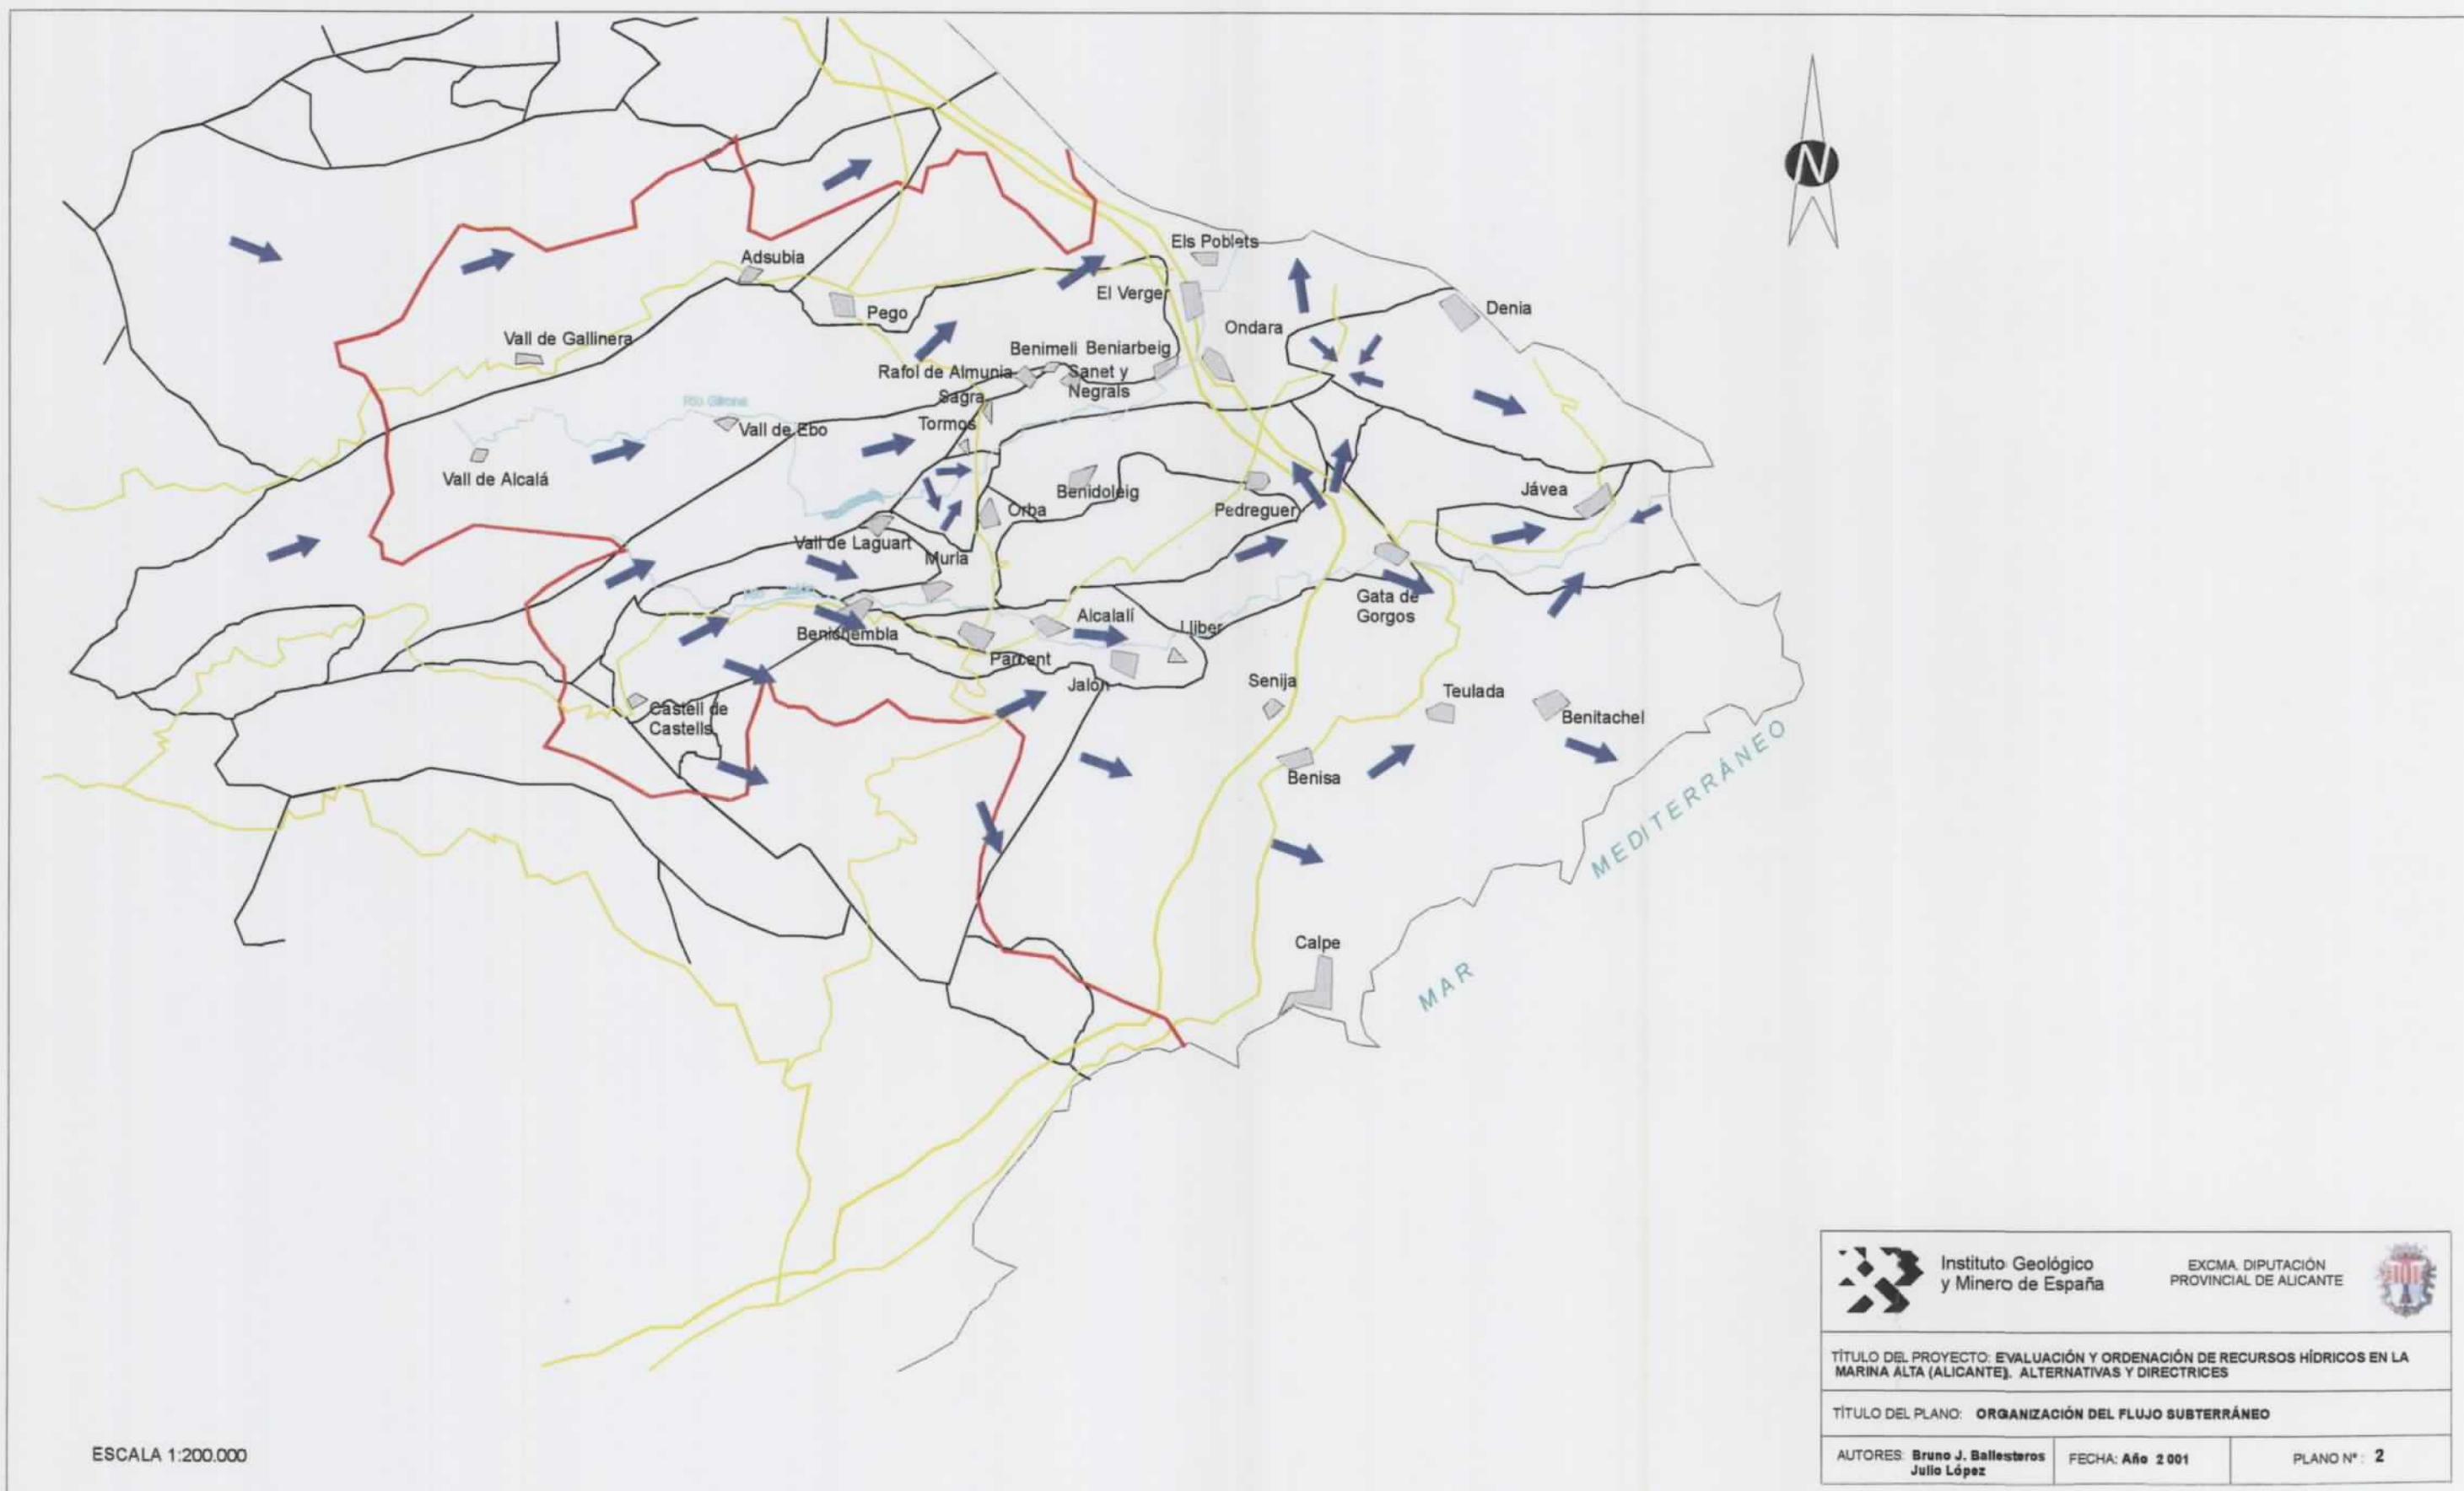 N
Els Poblets
Adsubia
El Verger
Denia
Pego
Ondara
Vall de Gallinera
Benimeli Beniarbeig
Rafol de Almunia
Sanet y
Negrals
Sagra
Río Girona
Tormos
Vall de Ebo
Vall de Alcalá
Benidoleig
Jávea
Orba
Pedreguer
Vall de Laguart
Murla
Río
Gata de
Gorgos
Alcalalí
Lliber
Benichembla
Parcent
Jalón
Senija
Teulada
Castell de
Castells
Benitachel
Benisa
MAR MEDITERRÁNEO
Calpe
ESCALA 1:200.000
Instituto Geológico
y Minero de España
EXCMA. DIPUTACIÓN
PROVINCIAL DE ALICANTE
TÍTULO DEL PROYECTO: EVALUACIÓN Y ORDENACIÓN DE RECURSOS HÍDRICOS EN LA
MARINA ALTA (ALICANTE). ALTERNATIVAS Y DIRECTRICES
TÍTULO DEL PLANO: ORGANIZACIÓN DEL FLUJO SUBTERRÁNEO
AUTORES: Bruno J. Ballesteros
Julio López
FECHA: Año 2001
PLANO Nº: 2